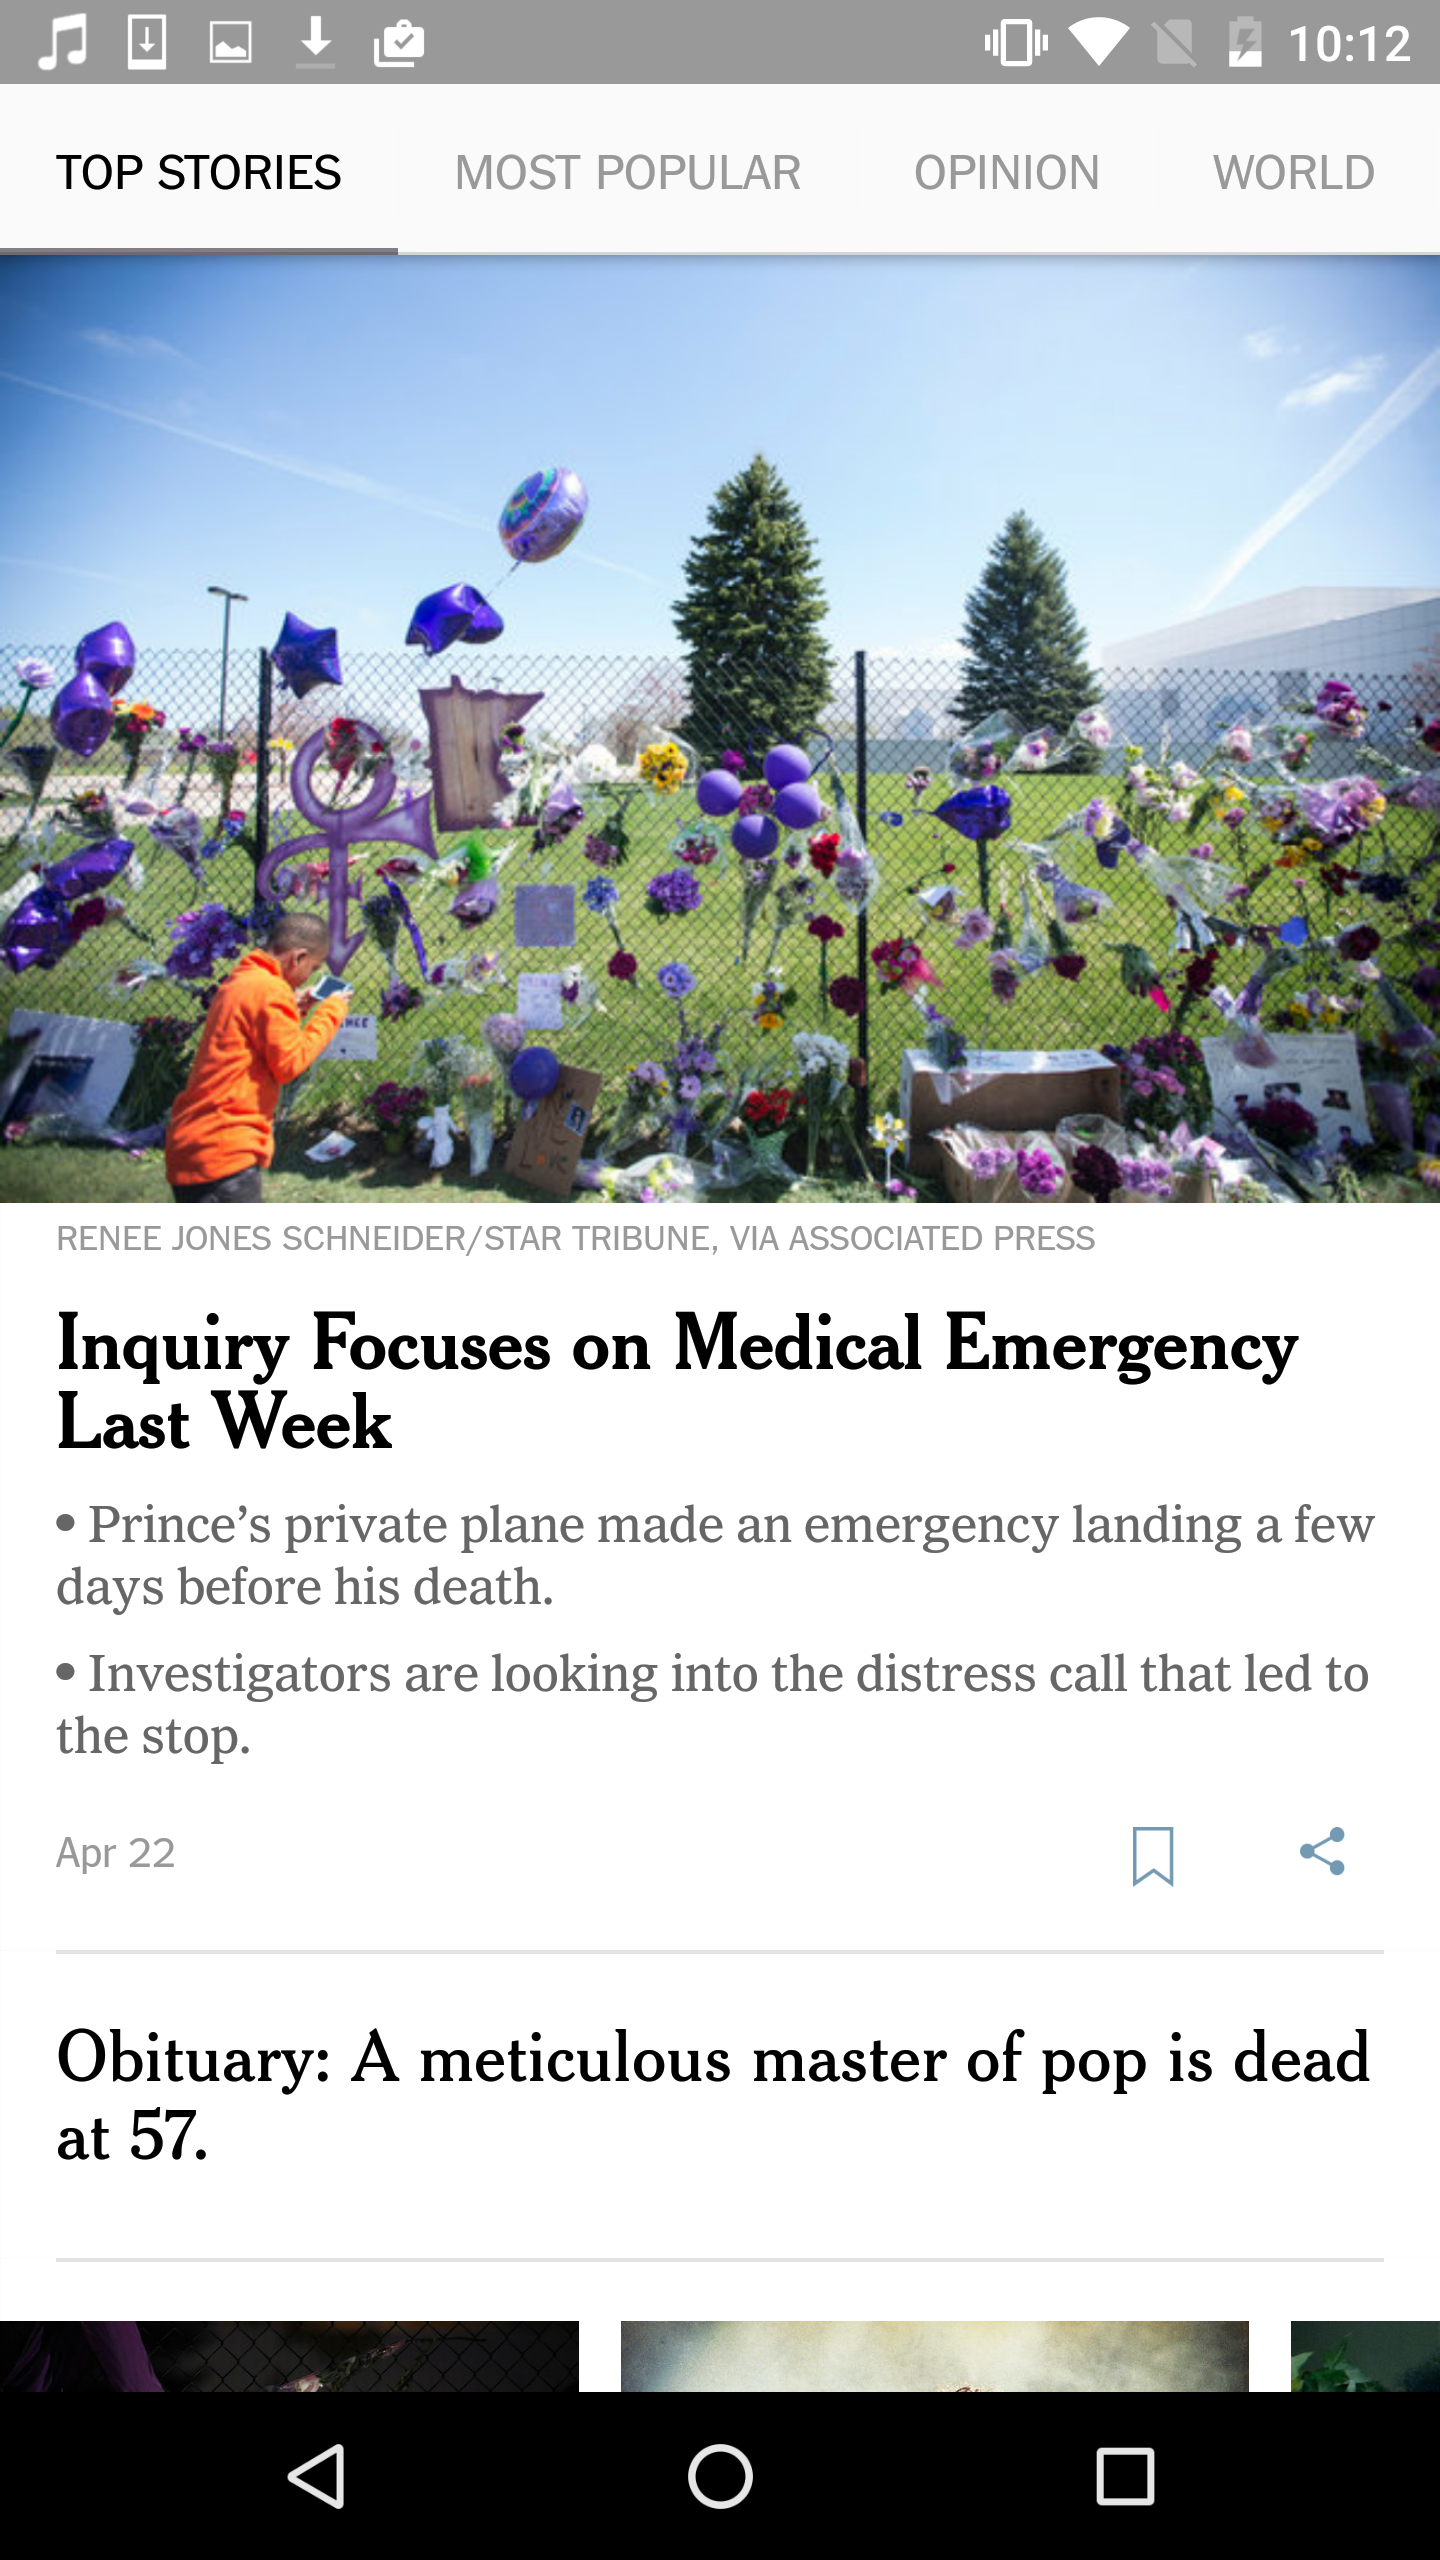 10:12
TOP STORIES
MOST POPULAR
OPINION
WORLD
RENEE JONES SCHNEIDER/STAR TRIBUNE, VIA ASSOCIATED PRESS
Inquiry Focuses on Medical Emergency
Last Week
• Prince’s private plane made an emergency landing a few
days before his death.
• Investigators are looking into the distress call that led to
the stop.
Apr 22
Obituary: A meticulous master of pop is dead
at 57.